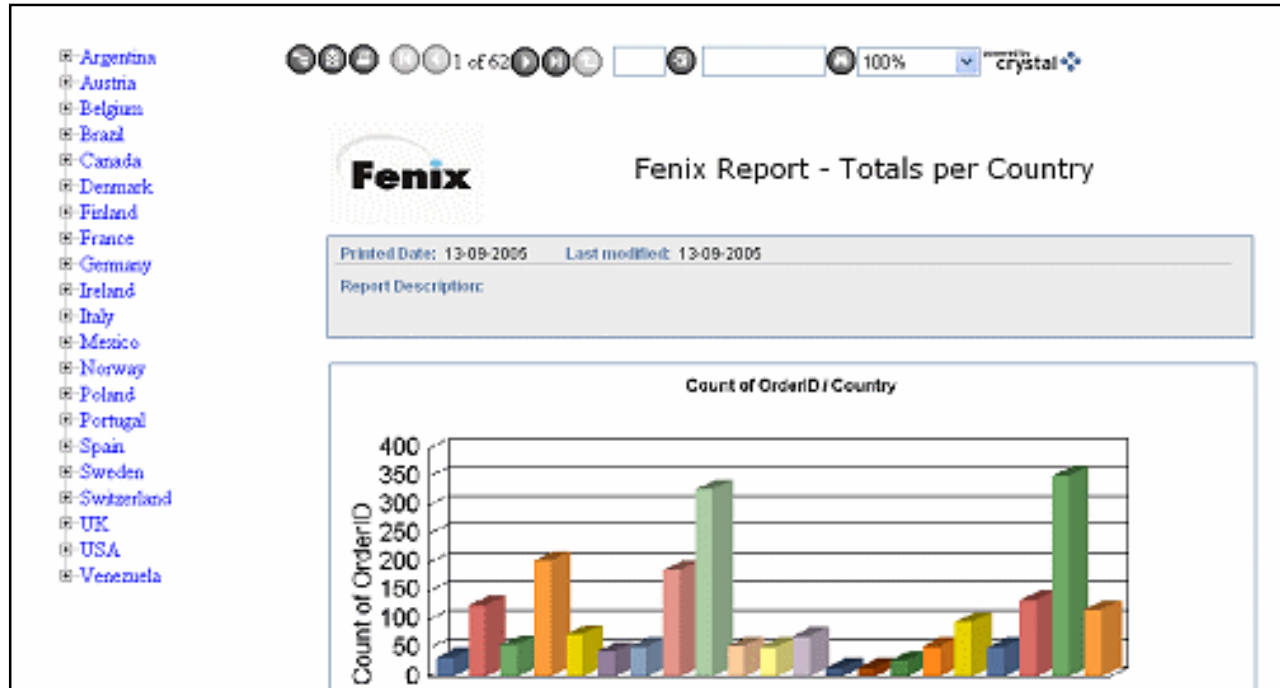 Argentina
Austria
Belgium
Brazil
Canada
Denmark
Finland
France
Germany
Ireland
Italy
Mexico
Norway
Poland
Portugal
Spain
Sweden
Switzerland
UK
USA
Venezuela
1 of 62
100%
powered by
crystal
Fenix
Fenix Report - Totals per Country
Printed Date: 13-09-2005 Last modified: 13-09-2005
Report Description:
Count of OrderID / Country
Count of OrderID
400
350
300
250
200
150
100
50
0